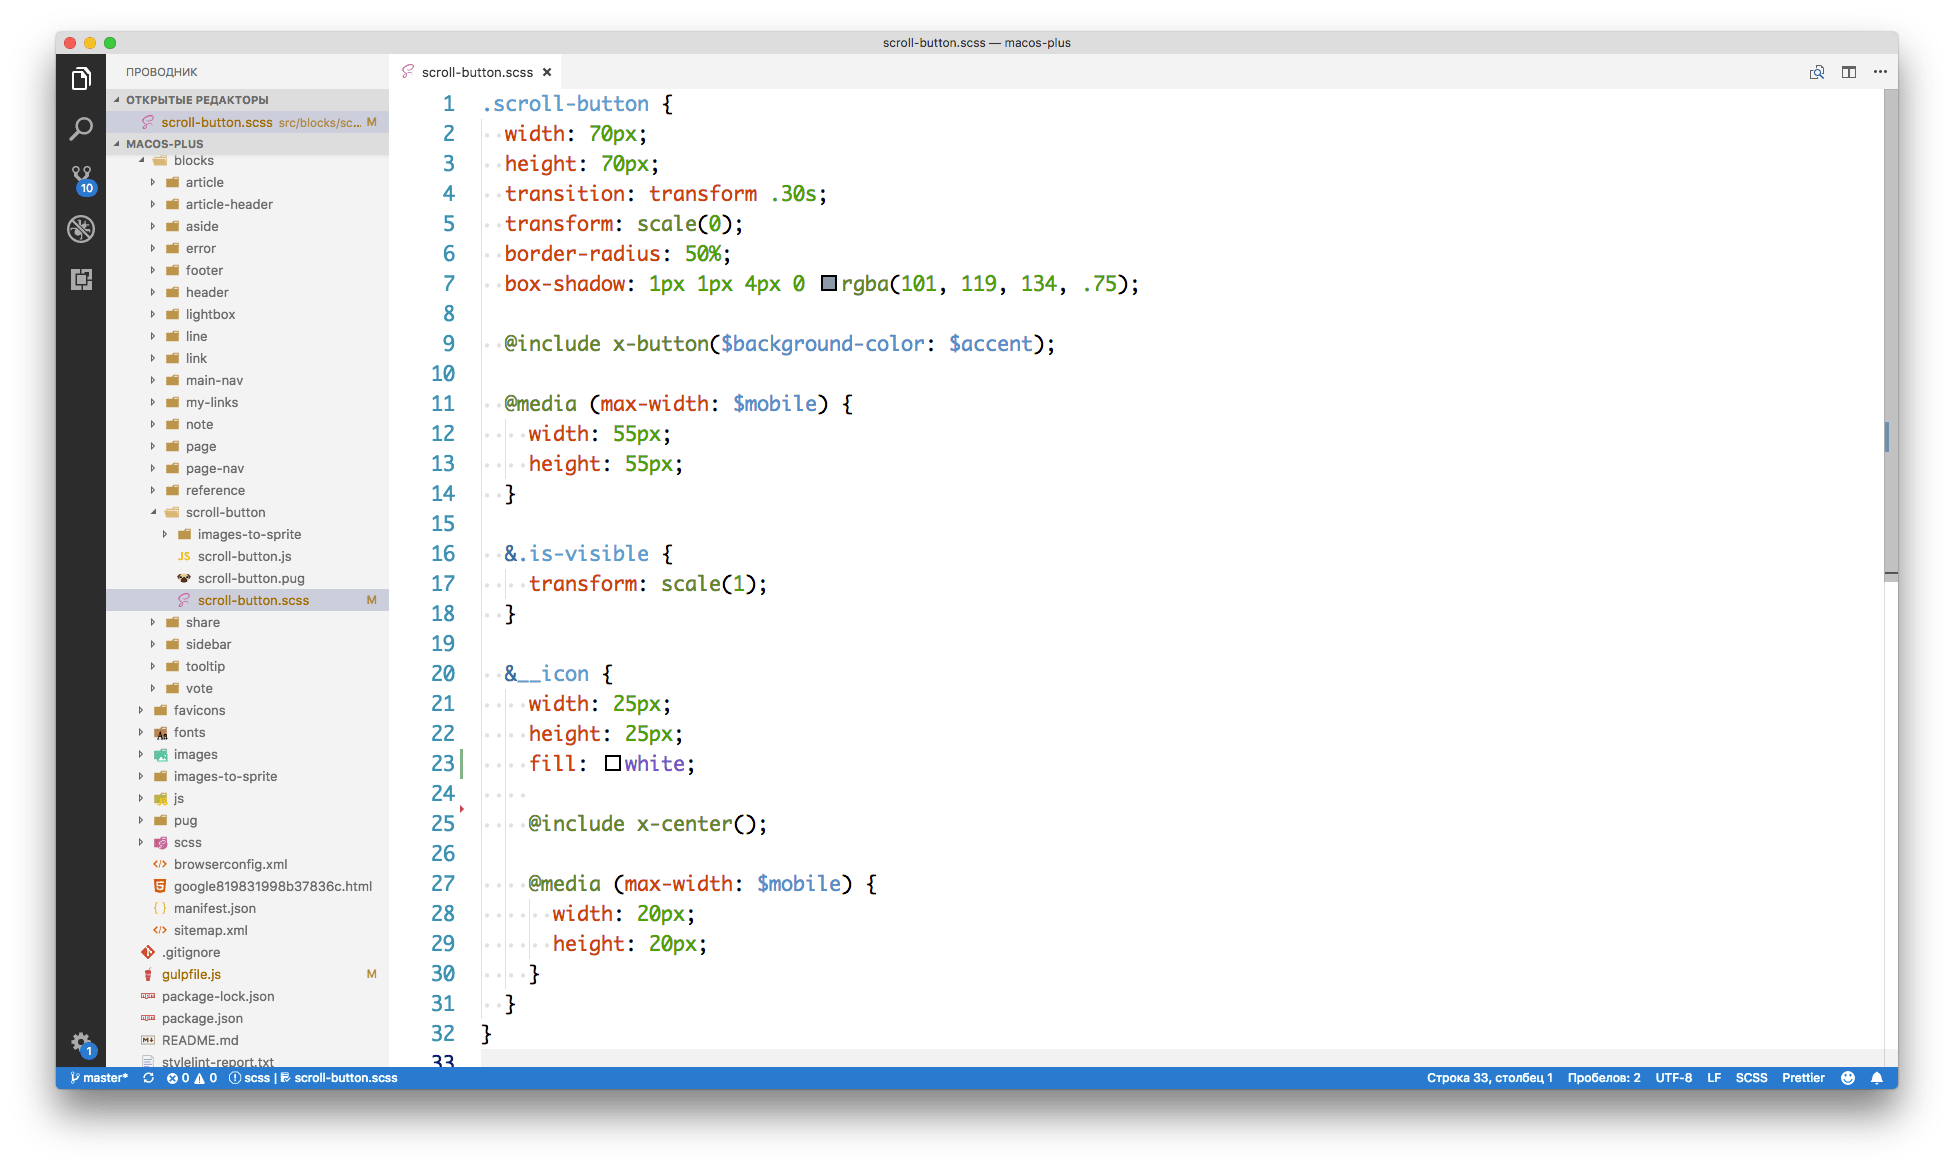 scroll-button.scss — macos-plus
ПРОВОДНИК
ОТКРЫТЫЕ РЕДАКТОРЫ
scroll-button.scss src/blocks/sc... M
MACOS-PLUS
blocks
article
article-header
aside
error
footer
header
lightbox
line
link
main-nav
my-links
note
page
page-nav
reference
scroll-button
images-to-sprite
JS scroll-button.js
scroll-button.pug
scroll-button.scss M
share
sidebar
tooltip
vote
favicons
fonts
images
images-to-sprite
js
pug
scss
browserconfig.xml
google819831998b37836c.html
manifest.json
sitemap.xml
.gitignore
gulpfile.js M
package-lock.json
package.json
README.md
stylelint-report.txt
10
1
scroll-button.scss ×
1 .scroll-button {
2 width: 70px;
3 height: 70px;
4 transition: transform .30s;
5 transform: scale(0);
6 border-radius: 50%;
7 box-shadow: 1px 1px 4px 0 rgba(101, 119, 134, .75);
8
9 @include x-button($background-color: $accent);
10
11 @media (max-width: $mobile) {
12 width: 55px;
13 height: 55px;
14 }
15
16 &.is-visible {
17 transform: scale(1);
18 }
19
20 &__icon {
21 width: 25px;
22 height: 25px;
23 fill: white;
24
25 @include x-center();
26
27 @media (max-width: $mobile) {
28 width: 20px;
29 height: 20px;
30 }
31 }
32 }
33
master* 0 0 scss | scroll-button.scss
Строка 33, столбец 1 Пробелов: 2 UTF-8 LF SCSS Prettier